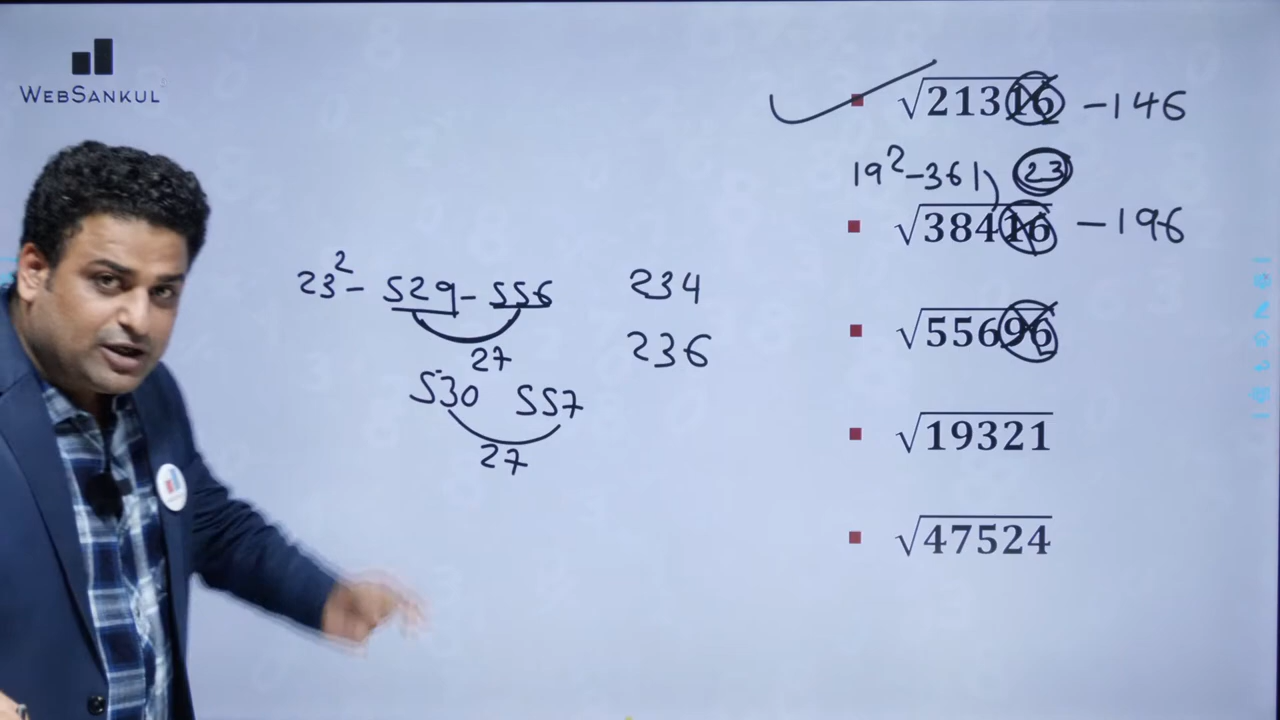 WEBSANKUL
√21316 -146
19² -361) 23
√38416 -196
23² - 529 - 556 234
27 236
530 557
27
√55696
√19321
√47524